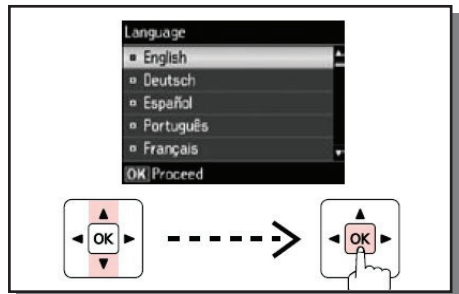 Language
English
Deutsch
Español
Português
Français
OK Proceed
OK
OK